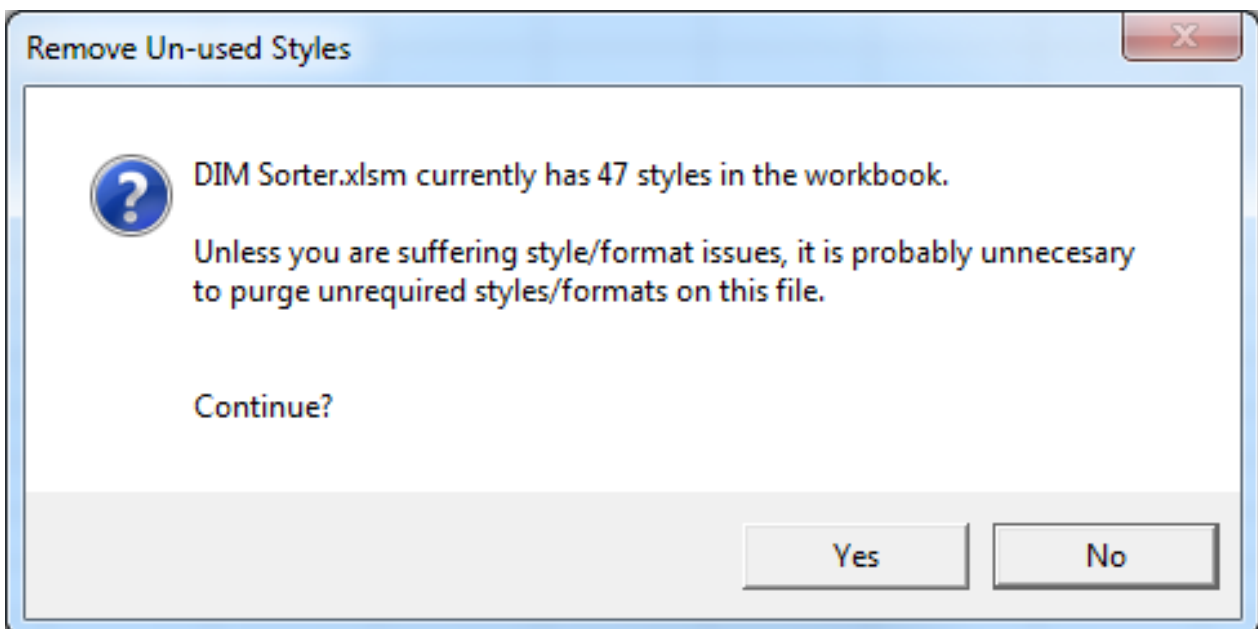 Remove Un-used Styles
DIM Sorter.xlsm currently has 47 styles in the workbook.
Unless you are suffering style/format issues, it is probably unnecesary
to purge unrequired styles/formats on this file.
Continue?
Yes
No